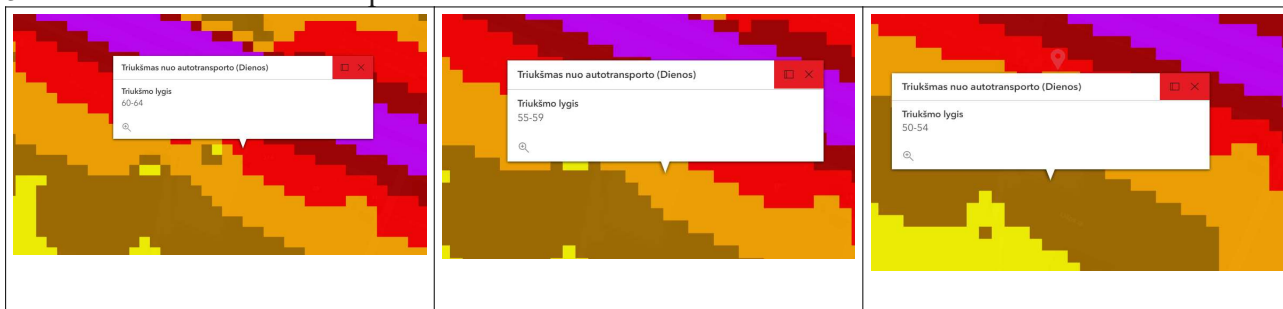 Triukšmas nuo autotransporto (Dienos)
Triukšmo lygis
60-64
Triukšmas nuo autotransporto (Dienos)
Triukšmo lygis
55-59
Triukšmas nuo autotransporto (Dienos)
Triukšmo lygis
50-54